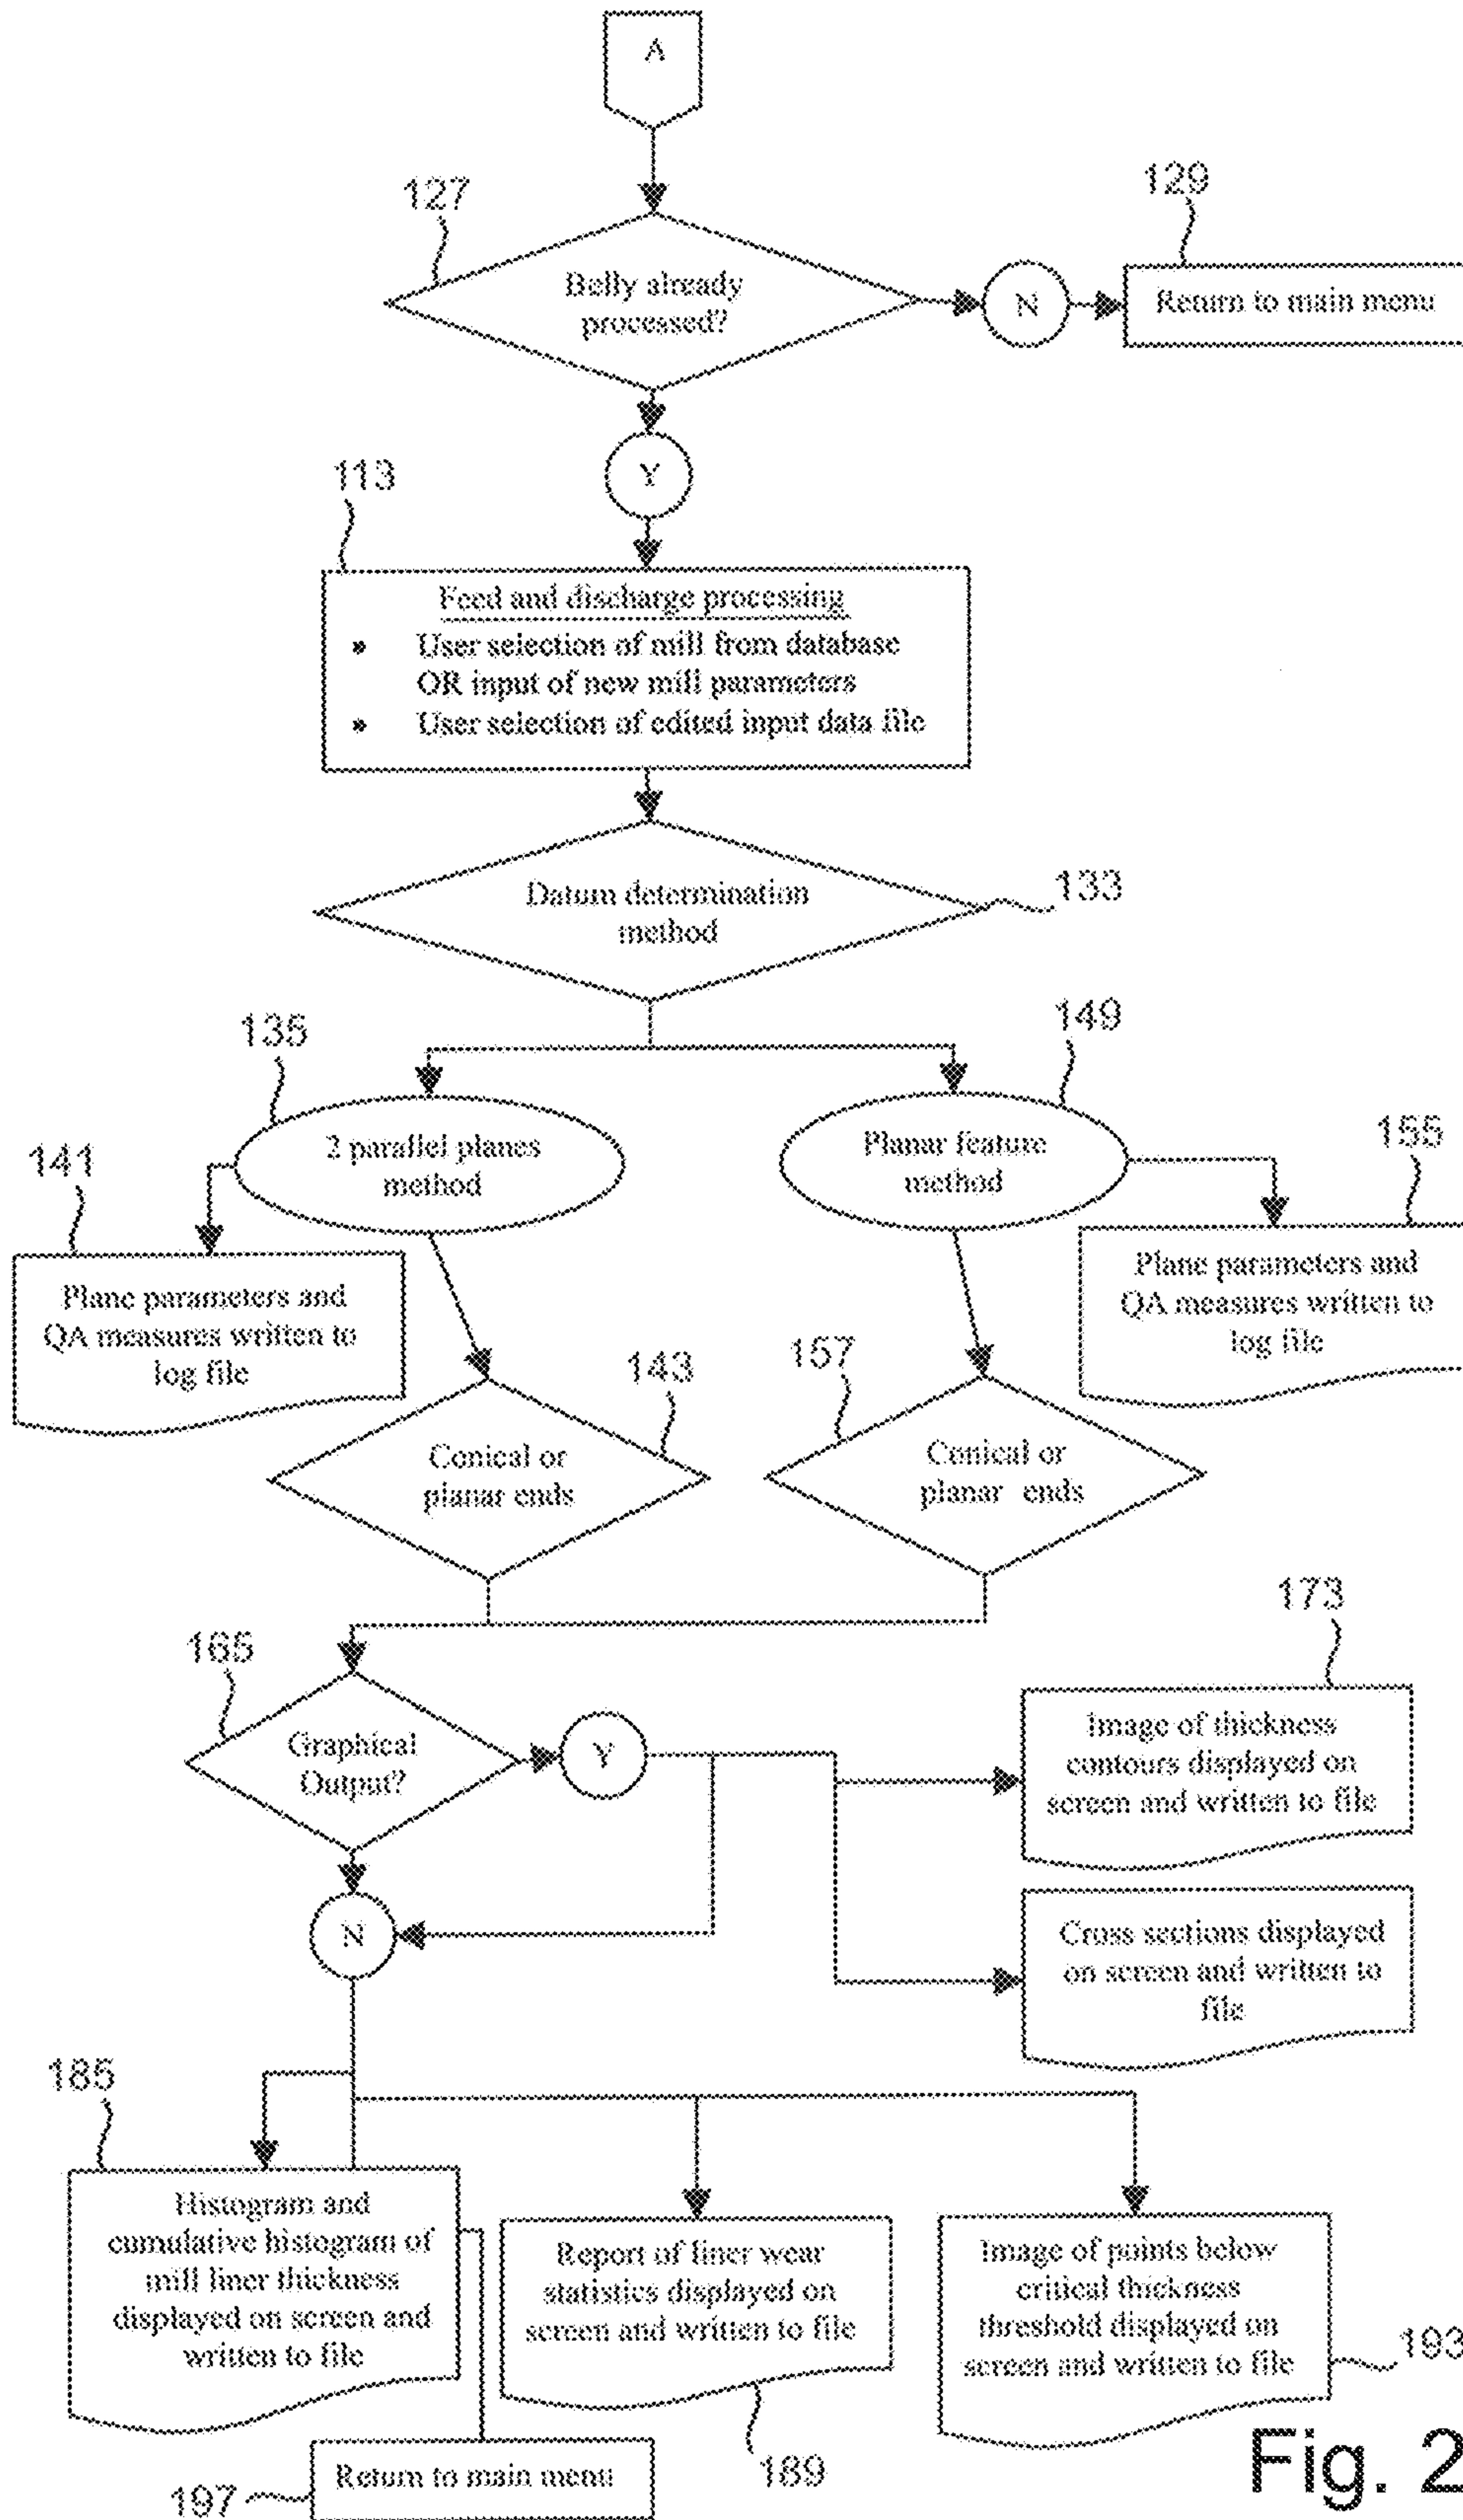 A
127
129
Belly already
processed?
N
Return to main menu
Y
113
Feed and discharge processing
» User selection of mill from database
OR input of new mill parameters
» User selection of edited input data file
Datum determination
method
133
135
149
2 parallel planes
method
Planar feature
method
141
155
Plane parameters and
QA measures written to
log file
Plane parameters and
QA measures written to
log file
143
157
Conical or
planar ends
Conical or
planar ends
173
165
Graphical
Output?
Y
Image of thickness
contours displayed on
screen and written to file
N
Cross sections displayed
on screen and written to
file
185
Histogram and
cumulative histogram of
mill liner thickness
displayed on screen and
written to file
Report of liner wear
statistics displayed on
screen and written to file
Image of points below
critical thickness
threshold displayed on
screen and written to file
193
189
197
Return to main menu
Fig. 2